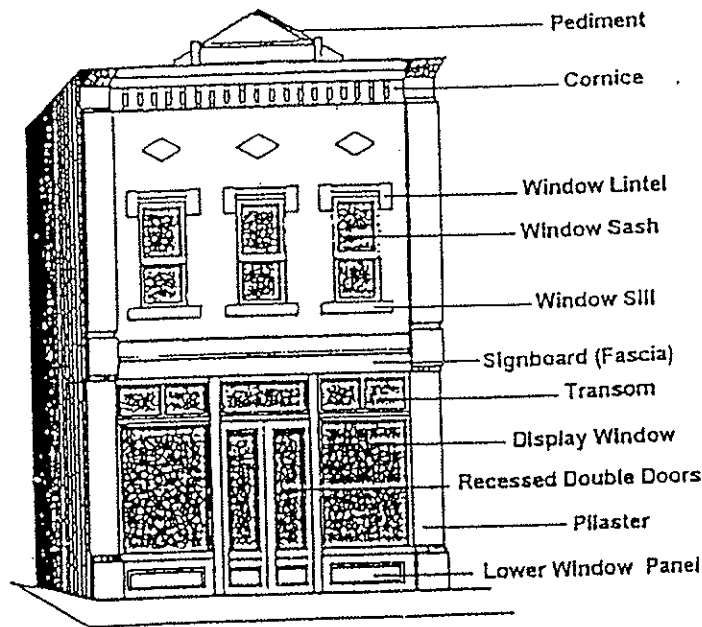 Pediment
Cornice
Window Lintel
Window Sash
Window Sill
Signboard (Fascia)
Transom
Display Window
Recessed Double Doors
Pilaster
Lower Window Panel